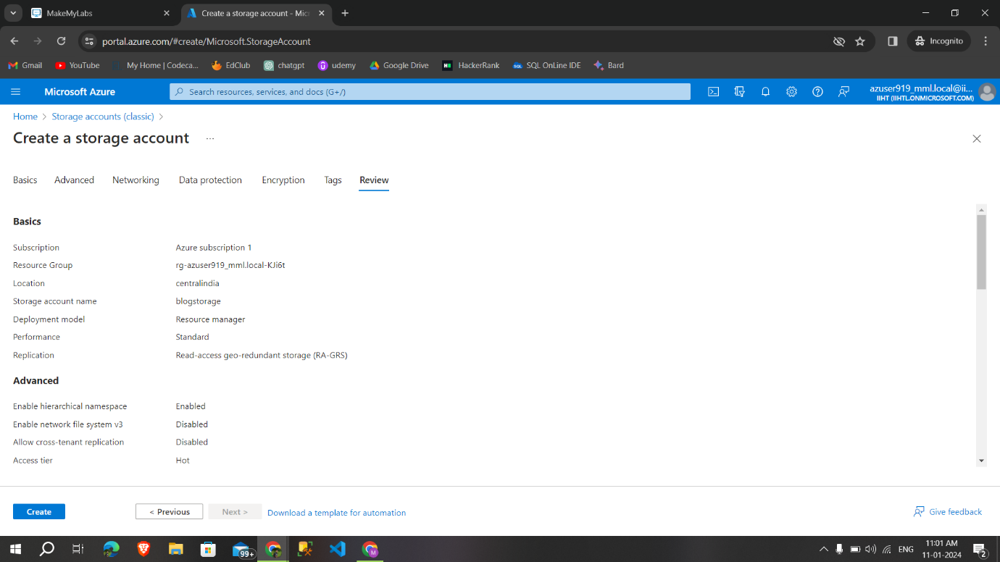 MakeMyLabs
Create a storage account - Micr
portal.azure.com/#create/Microsoft.StorageAccount
Incognito
Gmail
YouTube
My Home | Codeca...
EdClub
chatgpt
udemy
Google Drive
HackerRank
SQL OnLine IDE
Bard
Microsoft Azure
Search resources, services, and docs (G+/)
azuser919_mml.local@ii...
IIHT (IIHTL.ONMICROSOFT.COM)
Home > Storage accounts (classic) >
Create a storage account ...
Basics Advanced Networking Data protection Encryption Tags Review
Basics
Subscription Azure subscription 1
Resource Group rg-azuser919_mml.local-KJi6t
Location centralindia
Storage account name blogstorage
Deployment model Resource manager
Performance Standard
Replication Read-access geo-redundant storage (RA-GRS)
Advanced
Enable hierarchical namespace Enabled
Enable network file system v3 Disabled
Allow cross-tenant replication Disabled
Access tier Hot
Create
< Previous
Next >
Download a template for automation
Give feedback
99+
ENG
11:01 AM
11-01-2024
2